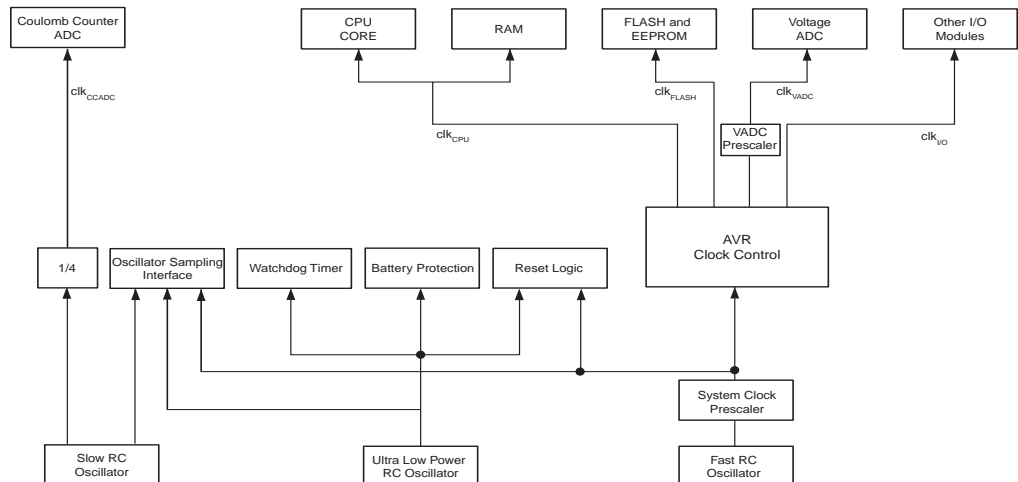 Coulomb Counter
ADC
CPU
CORE
RAM
FLASH and
EEPROM
Voltage
ADC
Other I/O
Modules
clkCCADC
clkCPU
clkFLASH
clkVADC
clkI/O
VADC
Prescaler
AVR
Clock Control
1/4
Oscillator Sampling
Interface
Watchdog Timer
Battery Protection
Reset Logic
System Clock
Prescaler
Slow RC
Oscillator
Ultra Low Power
RC Oscillator
Fast RC
Oscillator